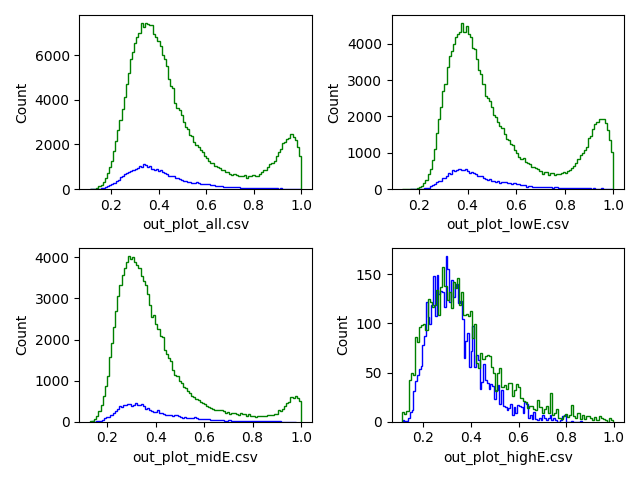 6000
4000
2000
0
Count
0.2 0.4 0.6 0.8 1.0
out_plot_all.csv
4000
3000
2000
1000
0
Count
0.2 0.4 0.6 0.8 1.0
out_plot_lowE.csv
4000
3000
2000
1000
0
Count
0.2 0.4 0.6 0.8 1.0
out_plot_midE.csv
150
100
50
0
Count
0.2 0.4 0.6 0.8 1.0
out_plot_highE.csv